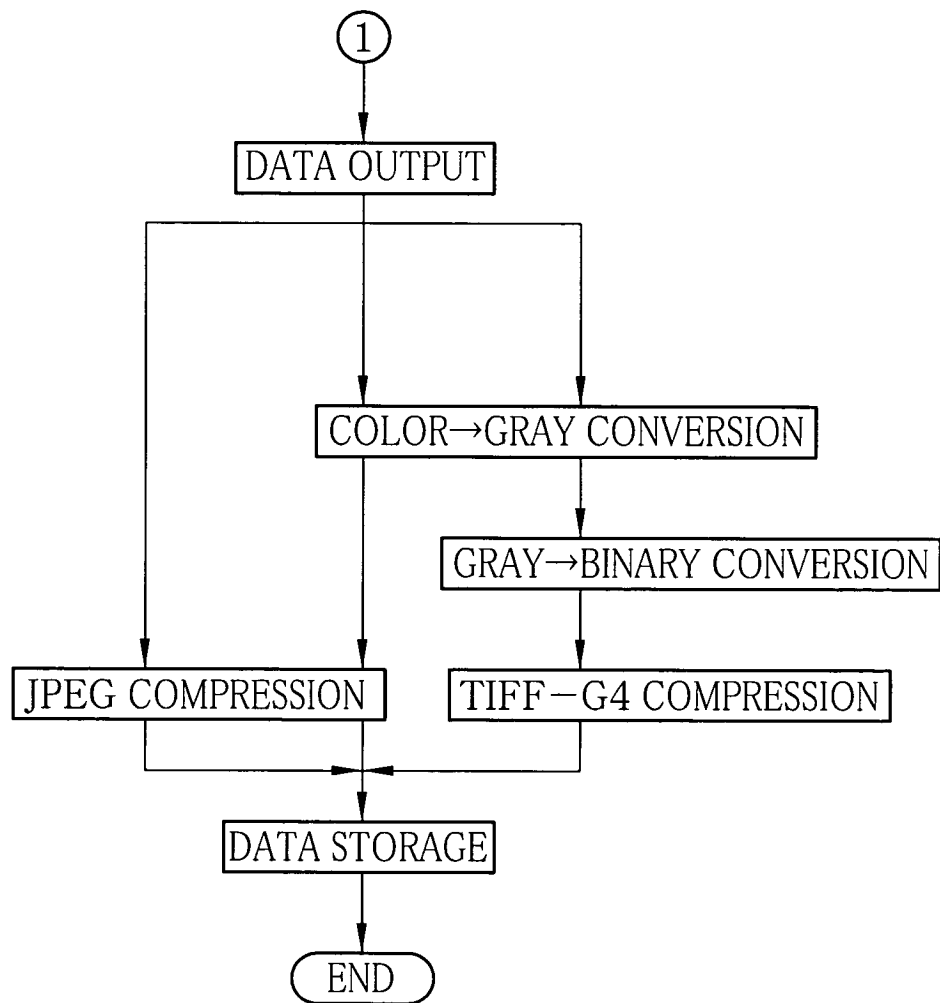 1
DATA OUTPUT
COLOR→GRAY CONVERSION
GRAY→BINARY CONVERSION
JPEG COMPRESSION
TIFF-G4 COMPRESSION
DATA STORAGE
END